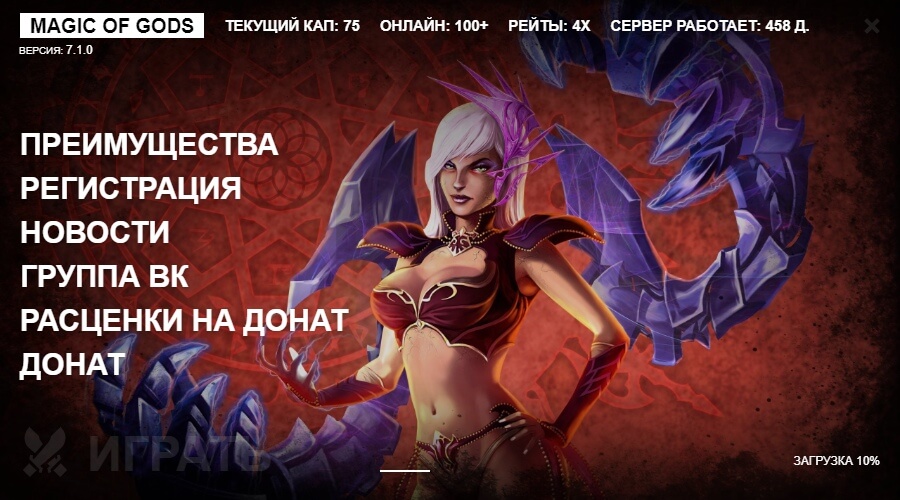 MAGIC OF GODS ТЕКУЩИЙ КАП: 75 ОНЛАЙН: 100+ РЕЙТЫ: 4X СЕРВЕР РАБОТАЕТ: 458 Д.
ВЕРСИЯ: 7.1.0
ПРЕИМУЩЕСТВА
РЕГИСТРАЦИЯ
НОВОСТИ
ГРУППА ВК
РАСЦЕНКИ НА ДОНАТ
ДОНАТ
ИГРАТЬ
ЗАГРУЗКА 10%